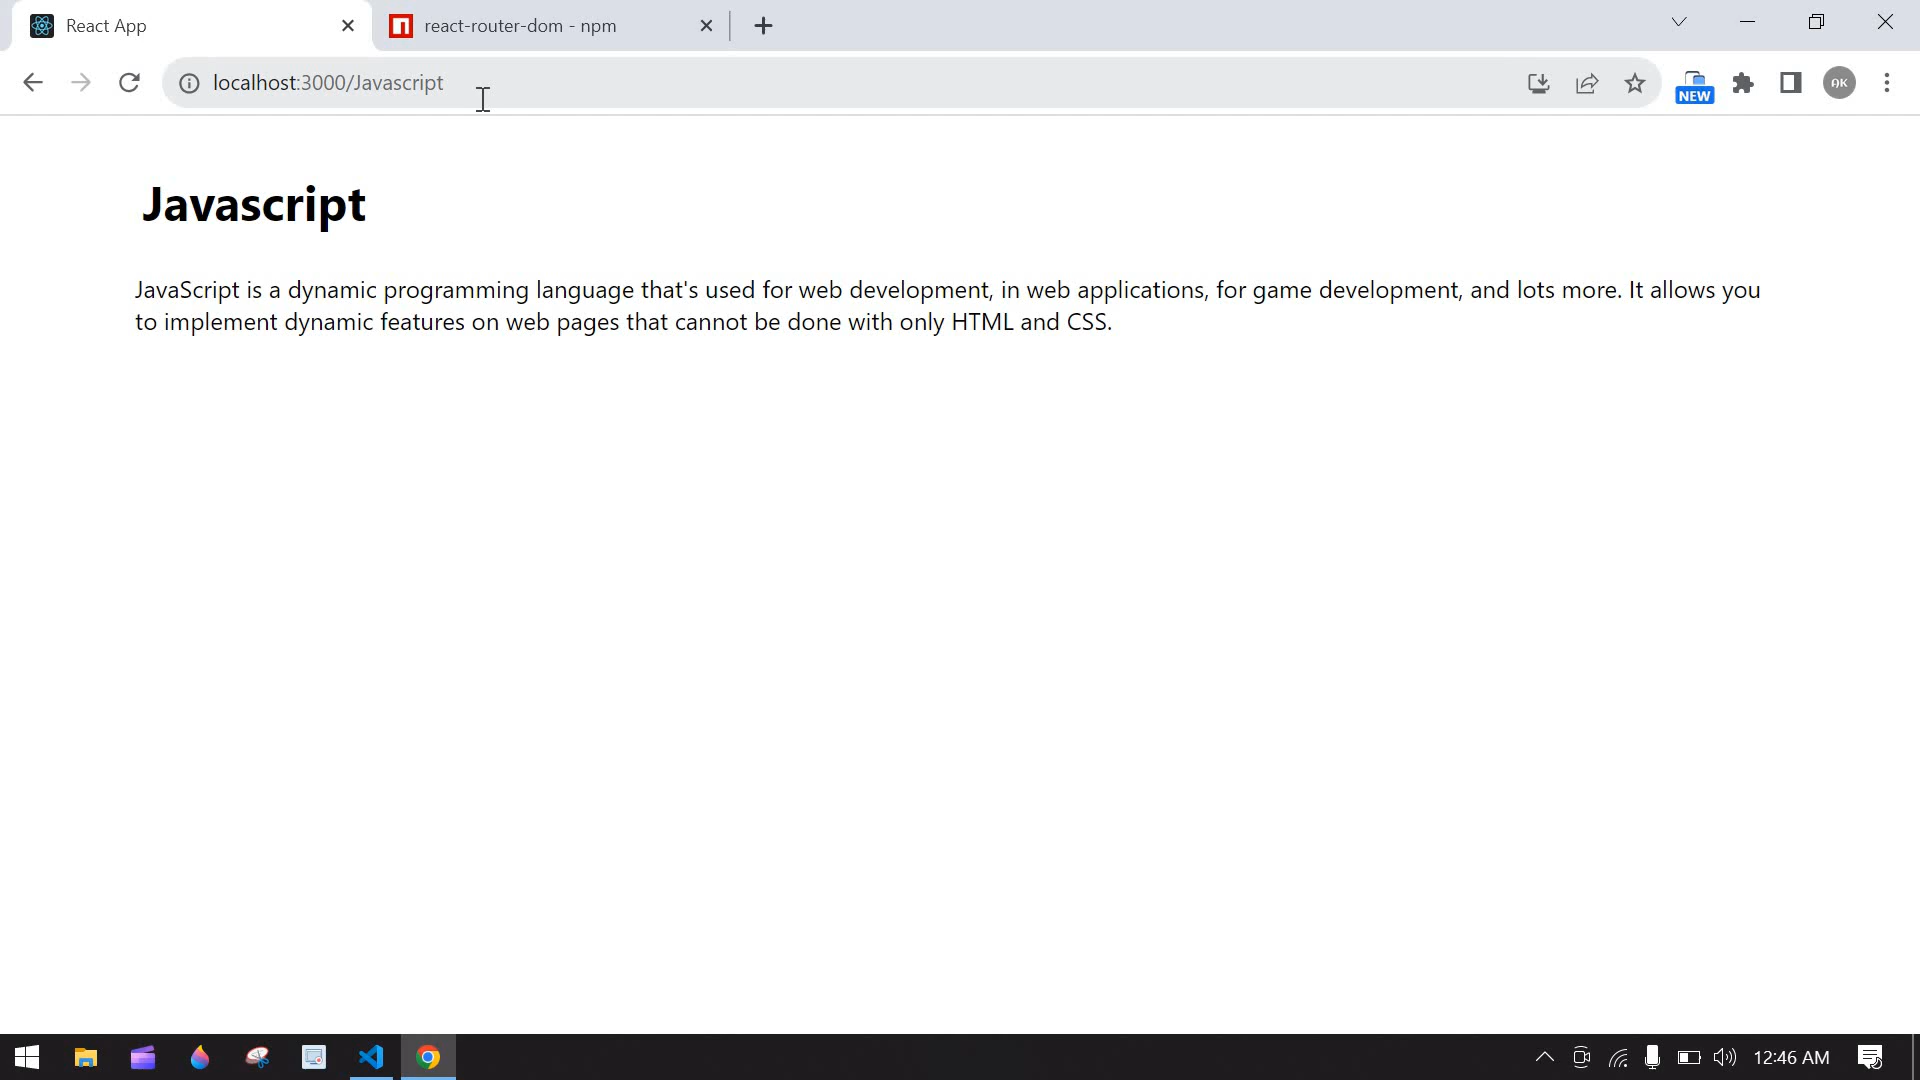 React App
react-router-dom - npm
localhost:3000/Javascript
NEW
AK
Javascript
JavaScript is a dynamic programming language that's used for web development, in web applications, for game development, and lots more. It allows you
to implement dynamic features on web pages that cannot be done with only HTML and CSS.
12:46 AM